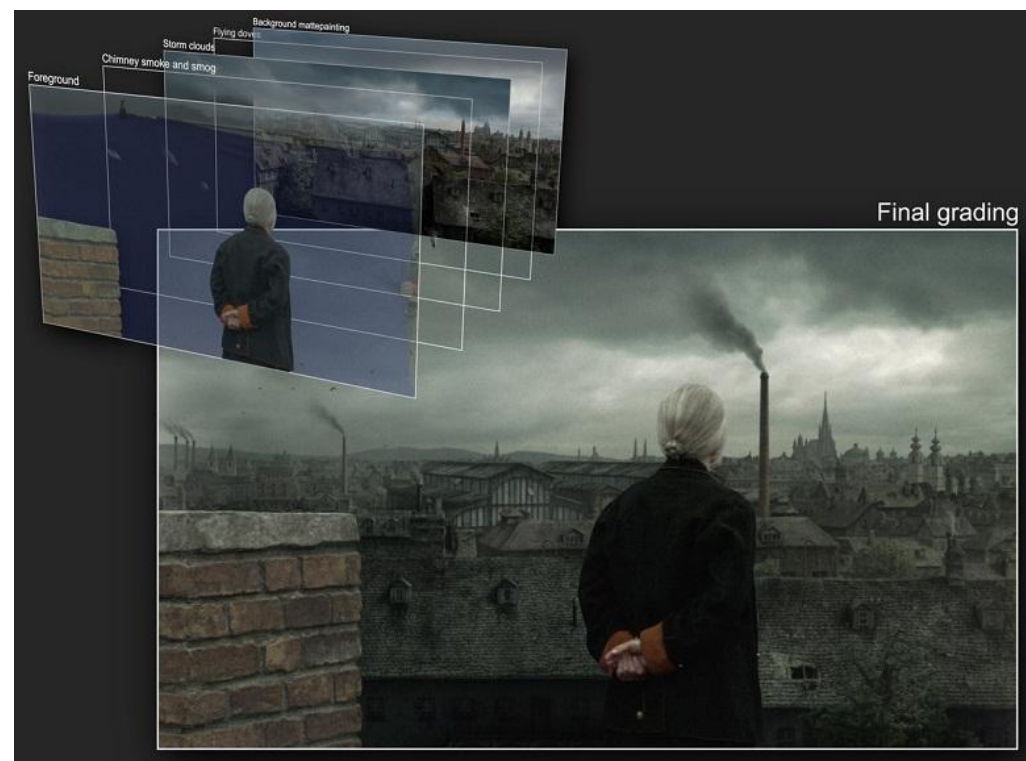 Background mattepainting
Flying doves
Storm clouds
Chimney smoke and smog
Foreground
Final grading